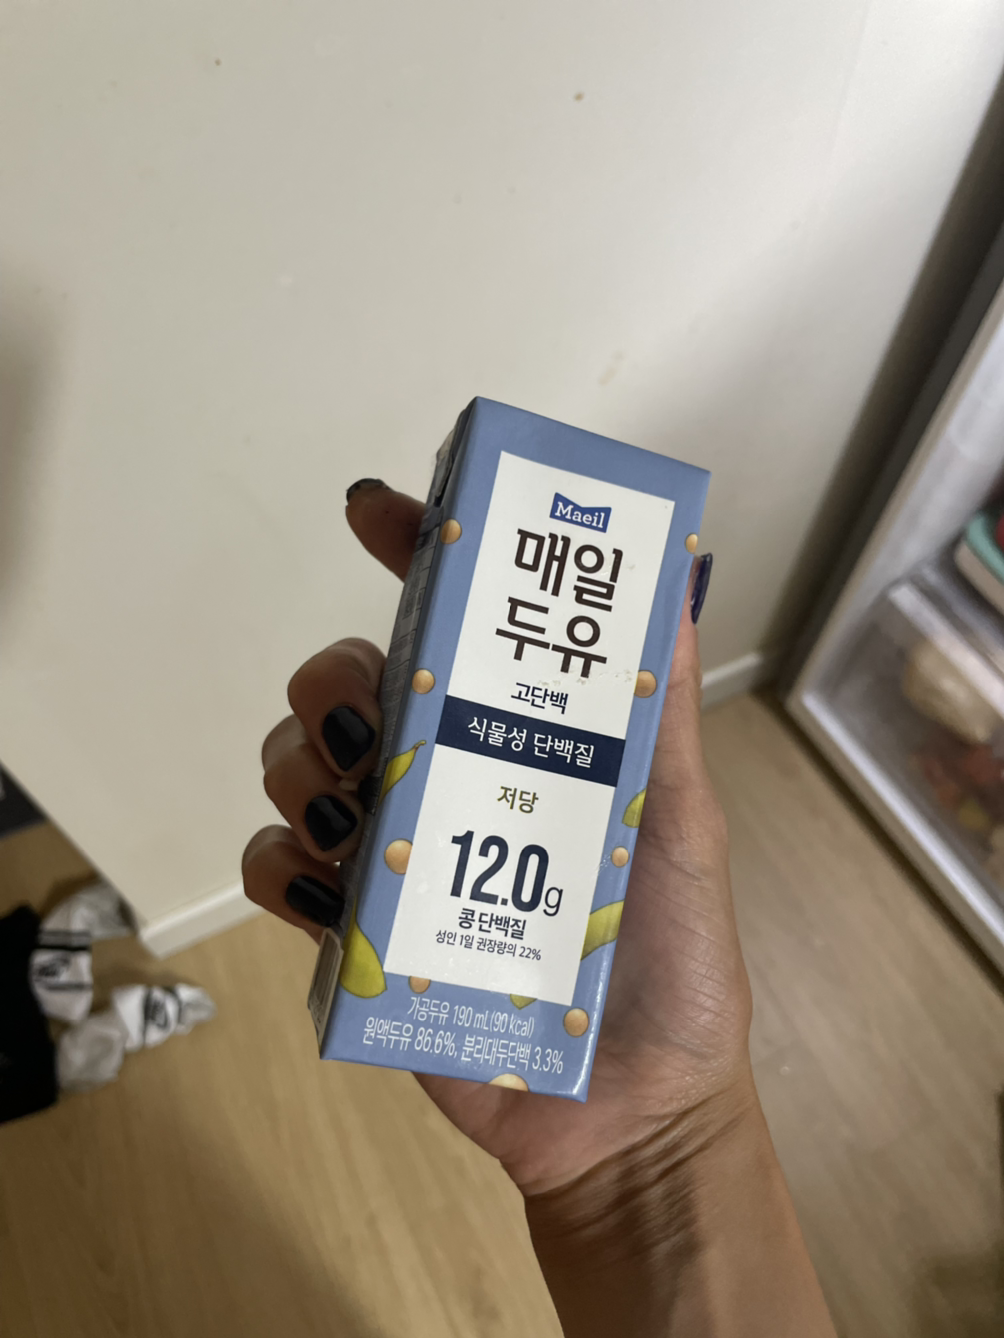 Maeil
매일
두유
고단백
식물성 단백질
저당
12.0g
콩 단백질
성인 1일 권장량의 22%
가공두유 190 mL(90 kcal)
원액두유 86.6%, 분리대두단백 3.3%